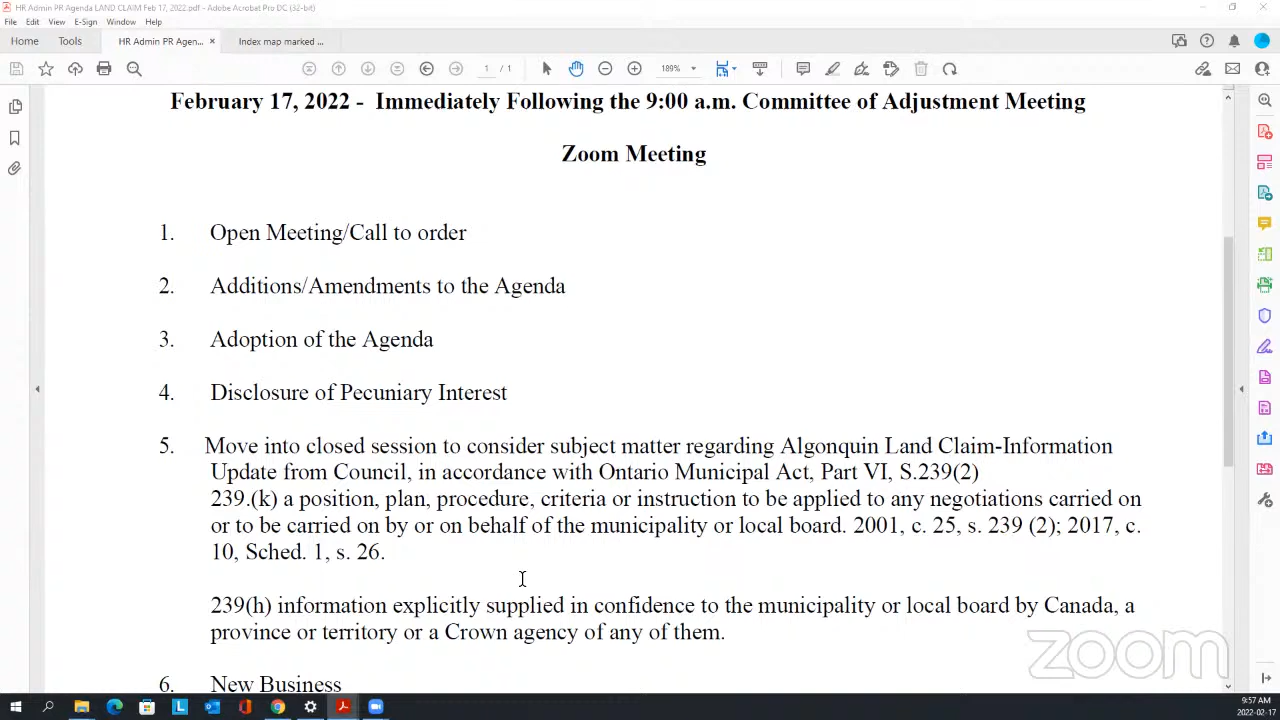 HR Admin PR Agenda LAND CLAIM Feb 17, 2022.pdf - Adobe Acrobat Pro DC (32-bit)
File Edit View E-Sign Window Help
Home Tools HR Admin PR Agen... × Index map marked ...
1 / 1 189%
February 17, 2022 - Immediately Following the 9:00 a.m. Committee of Adjustment Meeting
Zoom Meeting
1. Open Meeting/Call to order
2. Additions/Amendments to the Agenda
3. Adoption of the Agenda
4. Disclosure of Pecuniary Interest
5. Move into closed session to consider subject matter regarding Algonquin Land Claim-Information
Update from Council, in accordance with Ontario Municipal Act, Part VI, S.239(2)
239.(k) a position, plan, procedure, criteria or instruction to be applied to any negotiations carried on
or to be carried on by or on behalf of the municipality or local board. 2001, c. 25, s. 239 (2); 2017, c.
10, Sched. 1, s. 26.
239(h) information explicitly supplied in confidence to the municipality or local board by Canada, a
province or territory or a Crown agency of any of them.
zoom
6. New Business
9:57 AM
2022-02-17